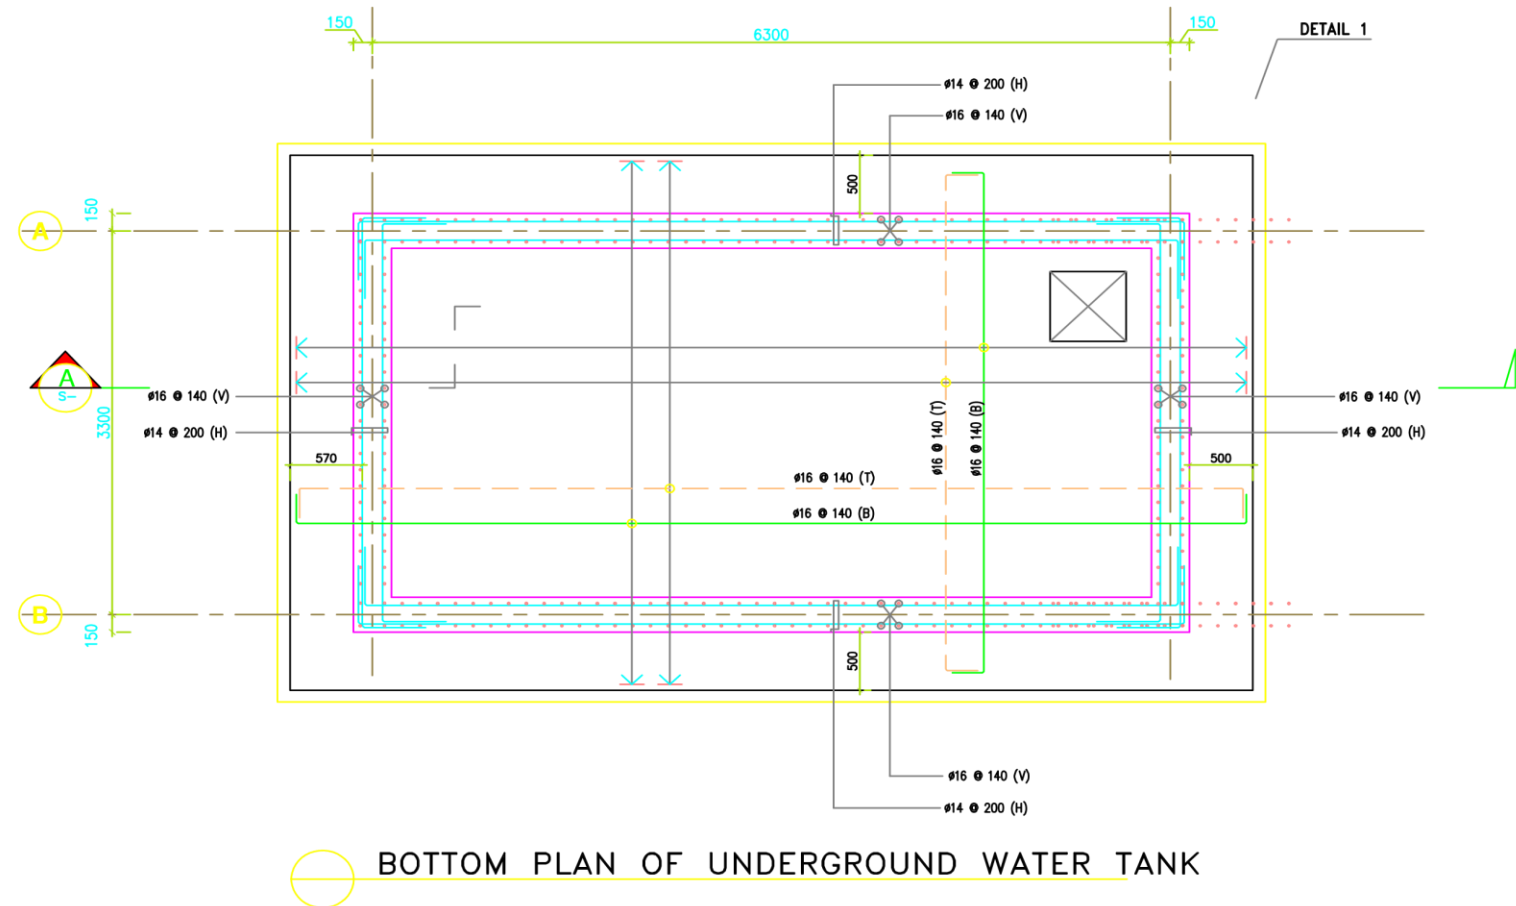 150
6300
150
DETAIL 1
ø14 @ 200 (H)
ø16 @ 140 (V)
500
150
A
A
S-
3300
ø16 @ 140 (V)
ø14 @ 200 (H)
ø16 @ 140 (V)
ø14 @ 200 (H)
ø16 @ 140 (T)
ø16 @ 140 (B)
570
500
ø16 @ 140 (T)
ø16 @ 140 (B)
B
150
500
ø16 @ 140 (V)
ø14 @ 200 (H)
BOTTOM PLAN OF UNDERGROUND WATER TANK